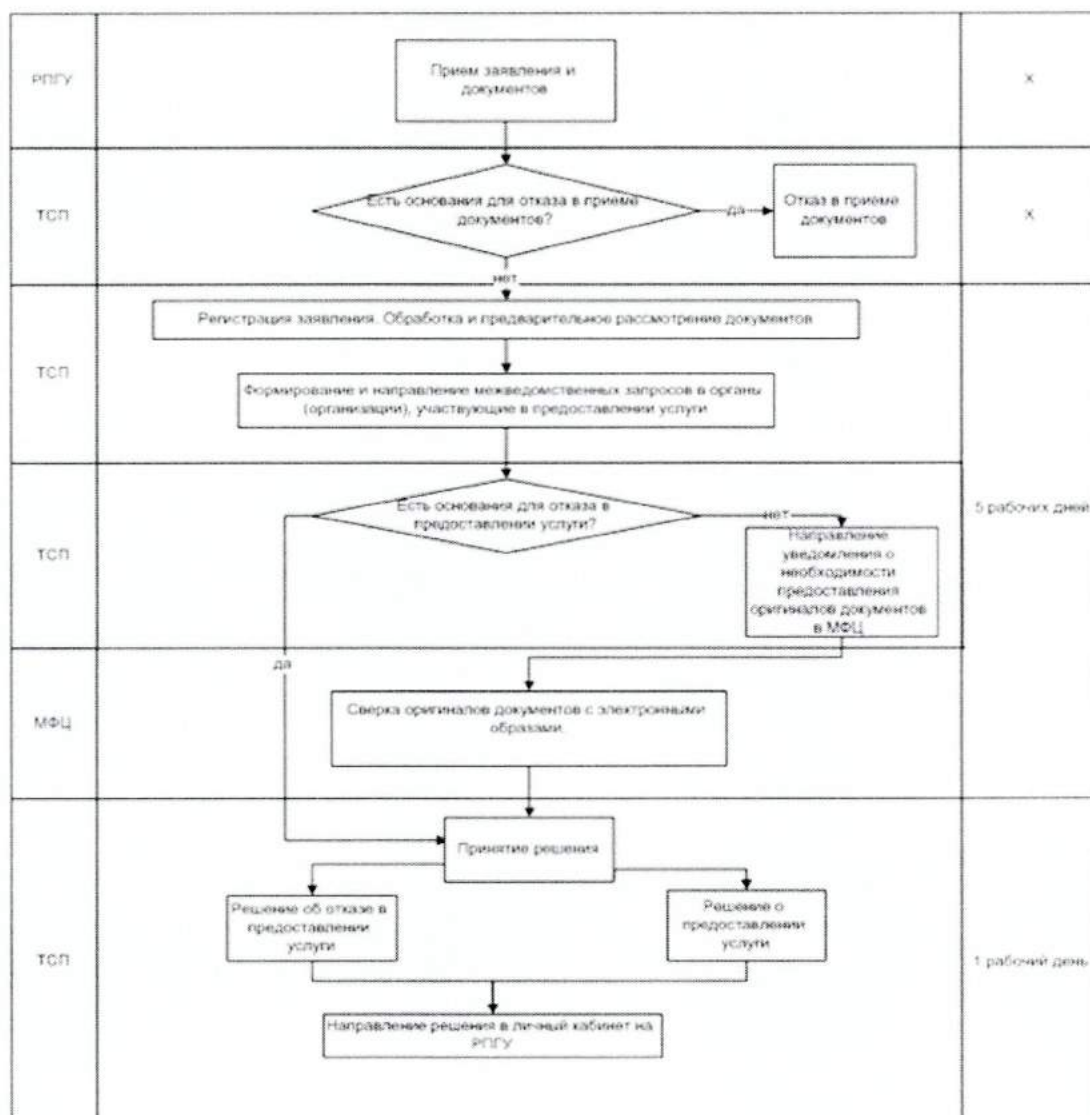 РПГУ
Прием заявления и
документов
X
ТСП
Есть основания для отказа в приеме
документов?
да
Отказ в приеме
документов
X
нет
ТСП
Регистрация заявления. Обработка и предварительное рассмотрение документов
Формирование и направление межведомственных запросов в органы
(организации), участвующие в предоставлении услуги
5 рабочих дней
ТСП
Есть основания для отказа в
предоставлении услуги?
нет
Направление
уведомления о
необходимости
предоставления
оригиналов документов
в МФЦ
да
МФЦ
Сверка оригиналов документов с электронными
образами
ТСП
Принятие решения
Решение об отказе в
предоставлении
услуги
Решение о
предоставлении
услуги
1 рабочий день
Направление решения в личный кабинет на
РПГУ